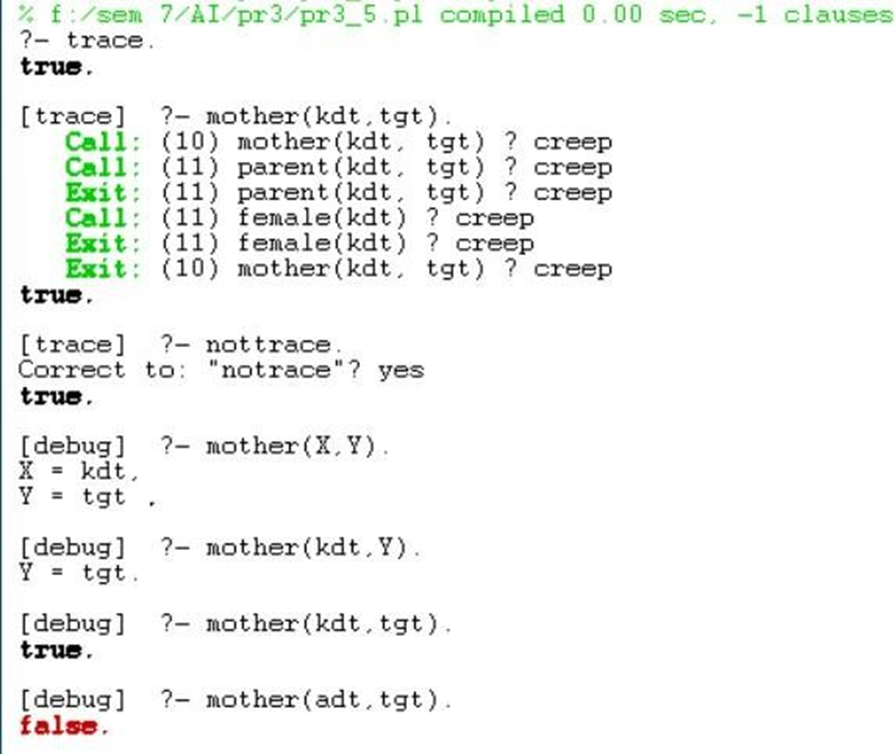 % f:/sem 7/AI/pr3/pr3_5.pl compiled 0.00 sec, -1 clauses
?- trace.
true.
[trace]  ?- mother(kdt,tgt).
   Call: (10) mother(kdt, tgt) ? creep
   Call: (11) parent(kdt, tgt) ? creep
   Exit: (11) parent(kdt, tgt) ? creep
   Call: (11) female(kdt) ? creep
   Exit: (11) female(kdt) ? creep
   Exit: (10) mother(kdt, tgt) ? creep
true.
[trace]  ?- nottrace.
Correct to: "notrace"? yes
true.
[debug]  ?- mother(X,Y).
X = kdt,
Y = tgt .
[debug]  ?- mother(kdt,Y).
Y = tgt.
[debug]  ?- mother(kdt,tgt).
true.
[debug]  ?- mother(adt,tgt).
false.